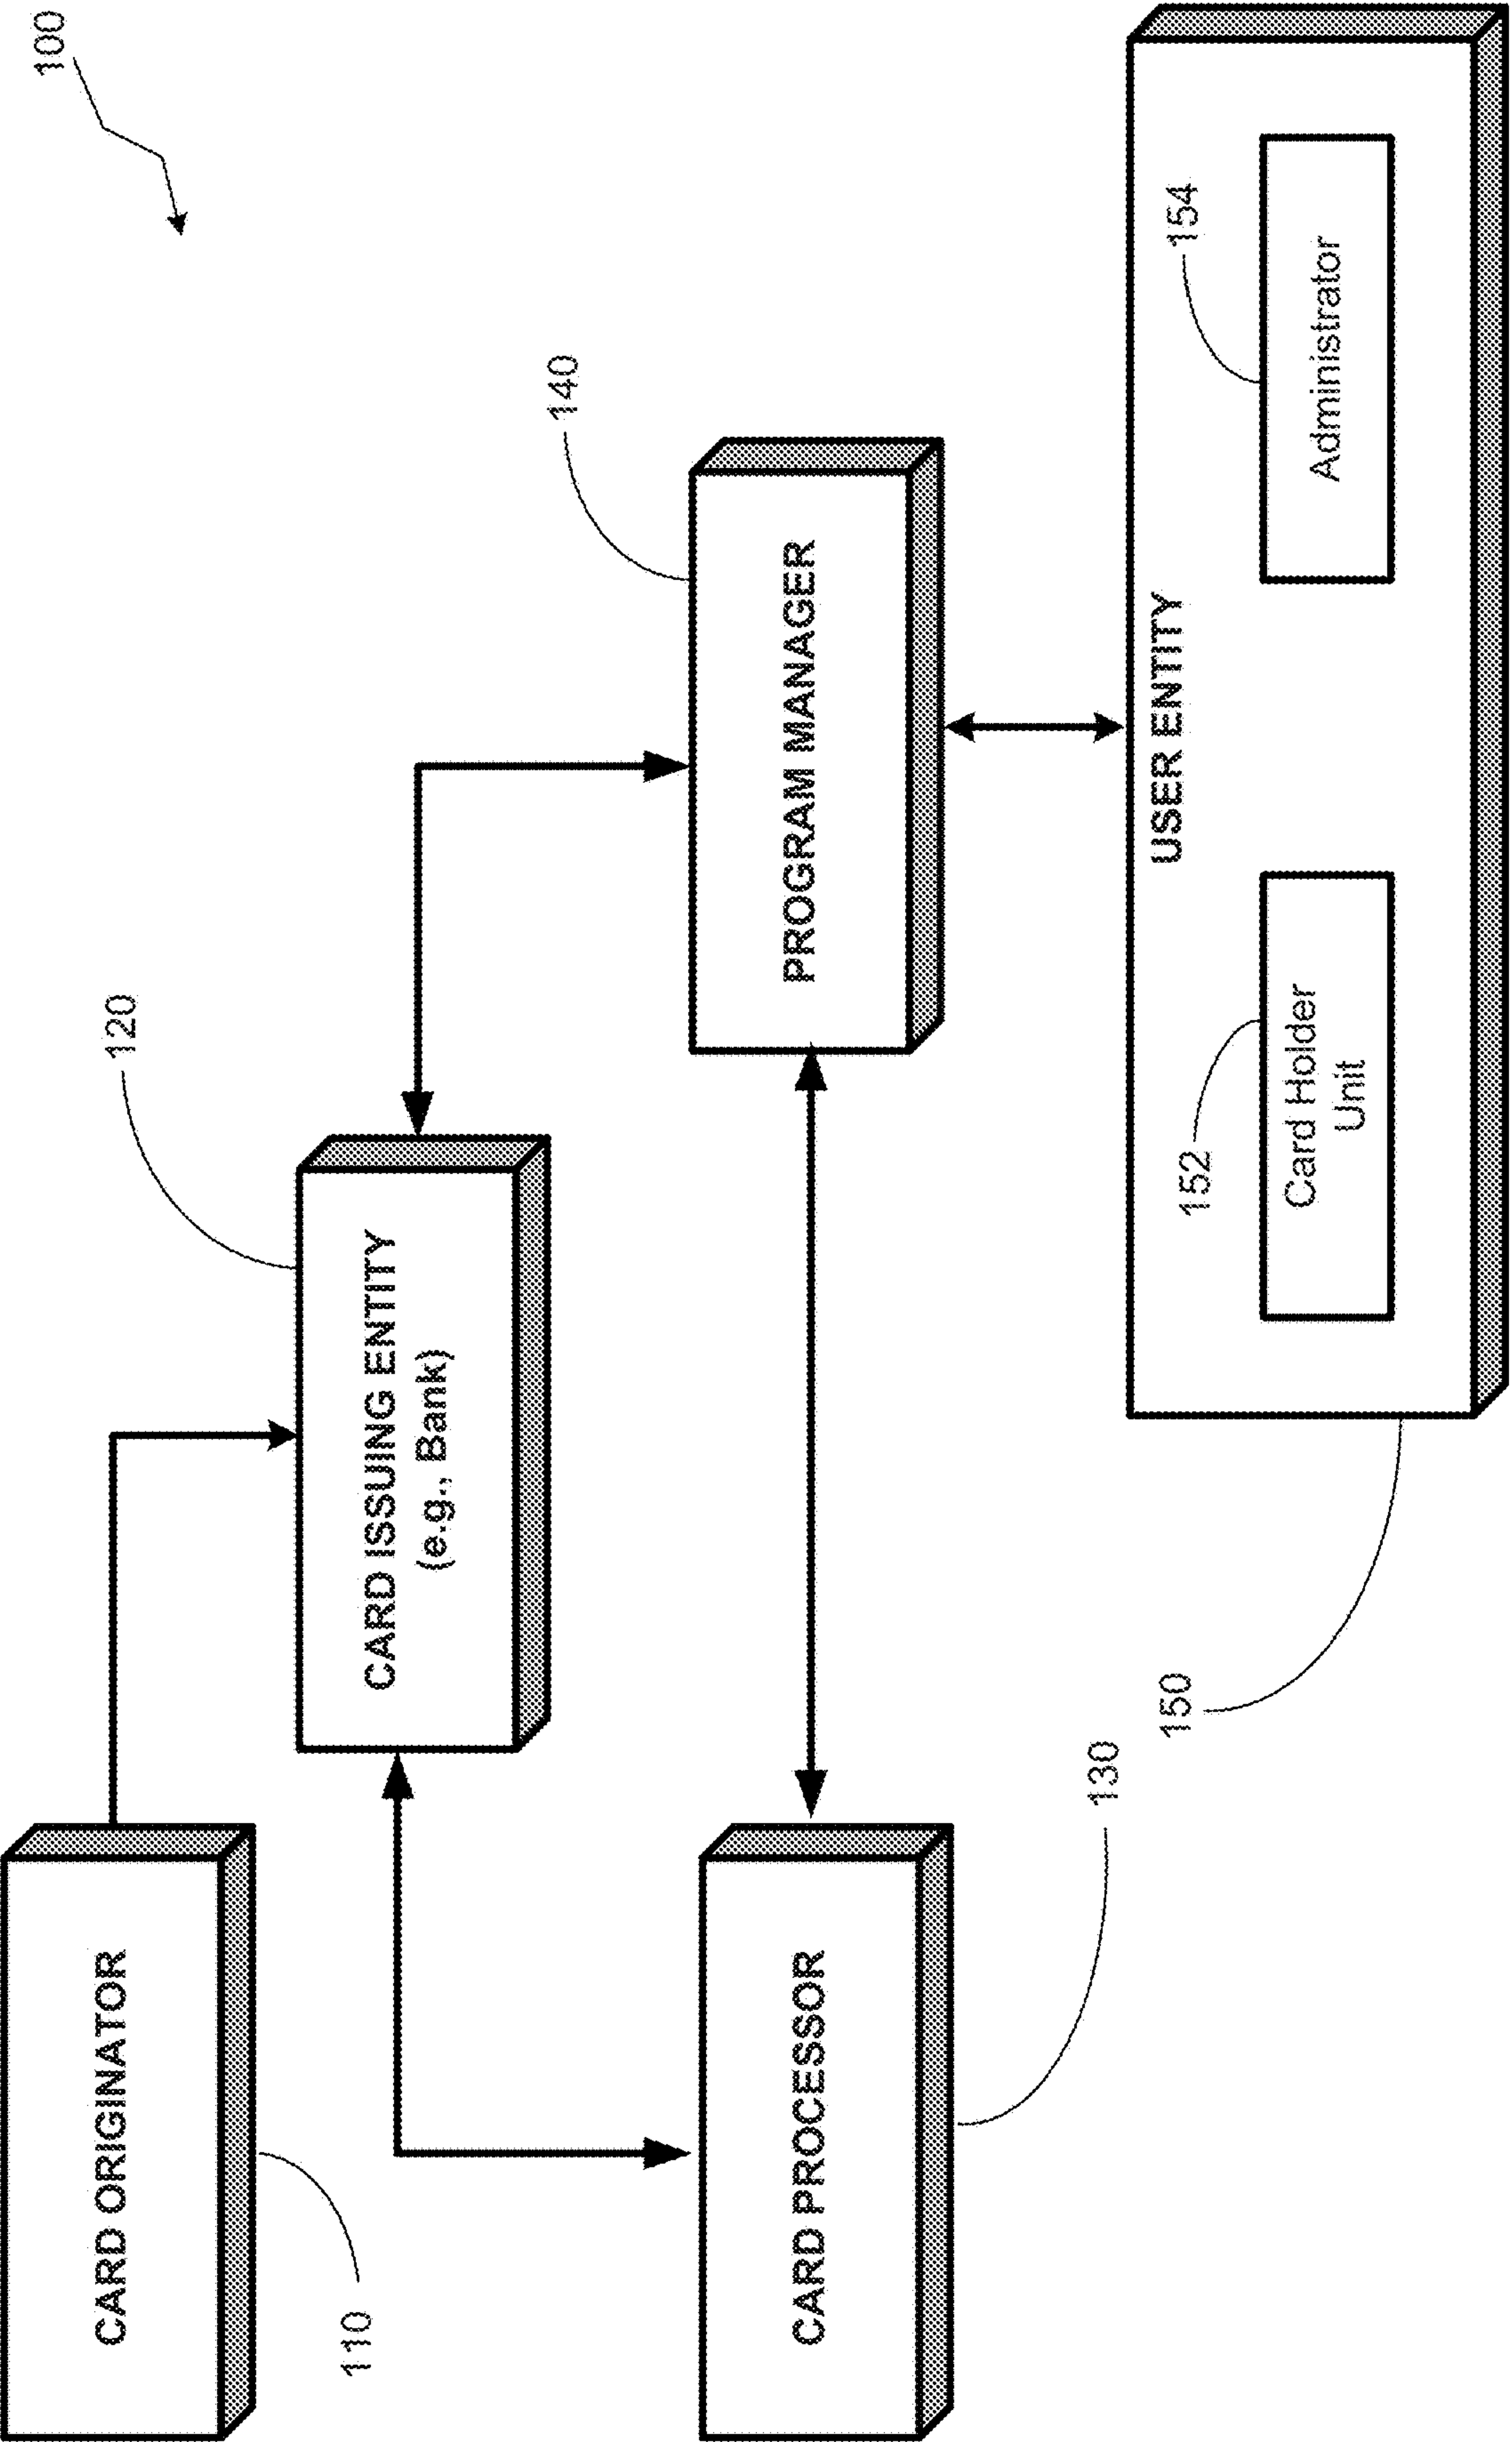 100
CARD ORIGINATOR
110
120
CARD ISSUING ENTITY
(e.g., Bank)
140
PROGRAM MANAGER
CARD PROCESSOR
130
150
USER ENTITY
152
Card Holder
Unit
154
Administrator